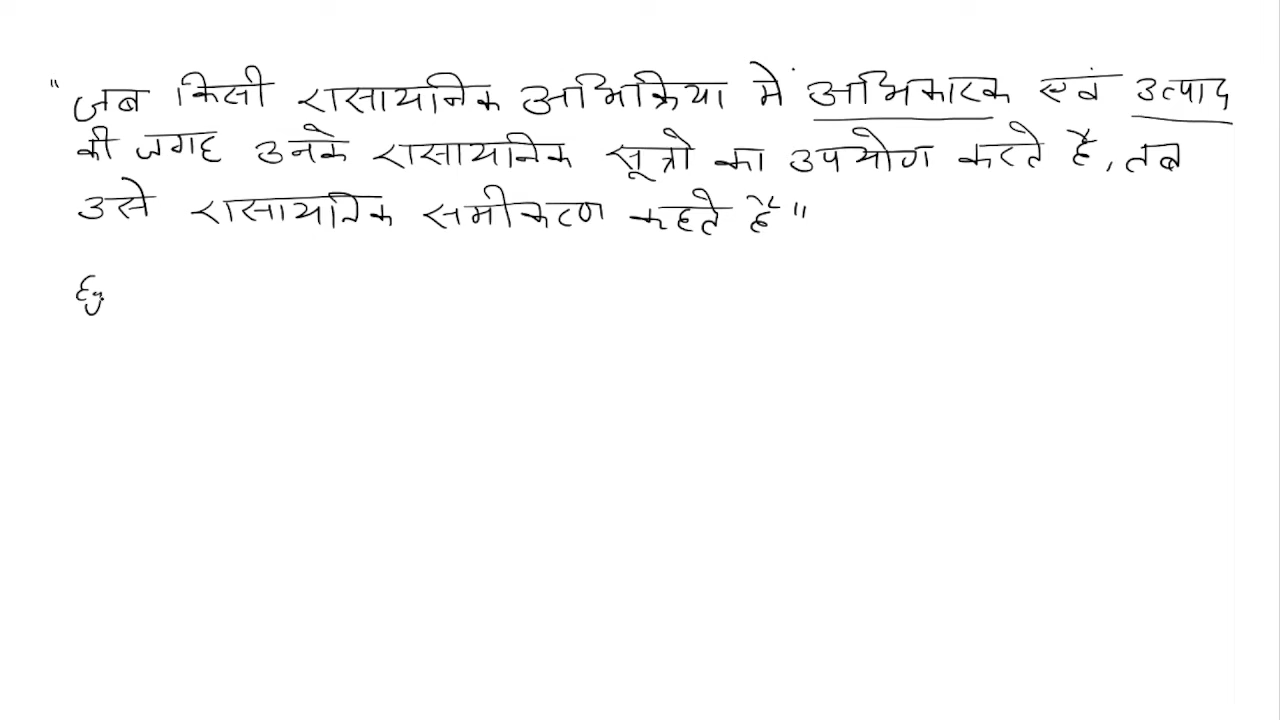 "जब किसी रासायनिक अभिक्रिया में अभिकारक एवं उत्पाद
की जगह उनके रासायनिक सूत्रो का उपयोग करते है, तब
उसे रासायनिक समीकरण कहते हैं"
Eg.